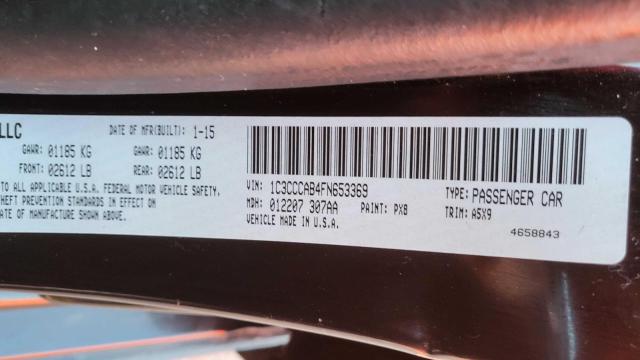 LLC DATE OF MFR(BUILT): 1-15
GAWR: 01185 KG GAWR: 01185 KG
FRONT: 02612 LB REAR: 02612 LB
TO ALL APPLICABLE U.S.A. FEDERAL MOTOR VEHICLE SAFETY,
THEFT PREVENTION STANDARDS IN EFFECT ON
DATE OF MANUFACTURE SHOWN ABOVE.
VIN: 1C3CCCAB4FN653369 TYPE: PASSENGER CAR
MDH: 012207 307AA PAINT: PX8 TRIM: A5X9
VEHICLE MADE IN U.S.A. 4658843